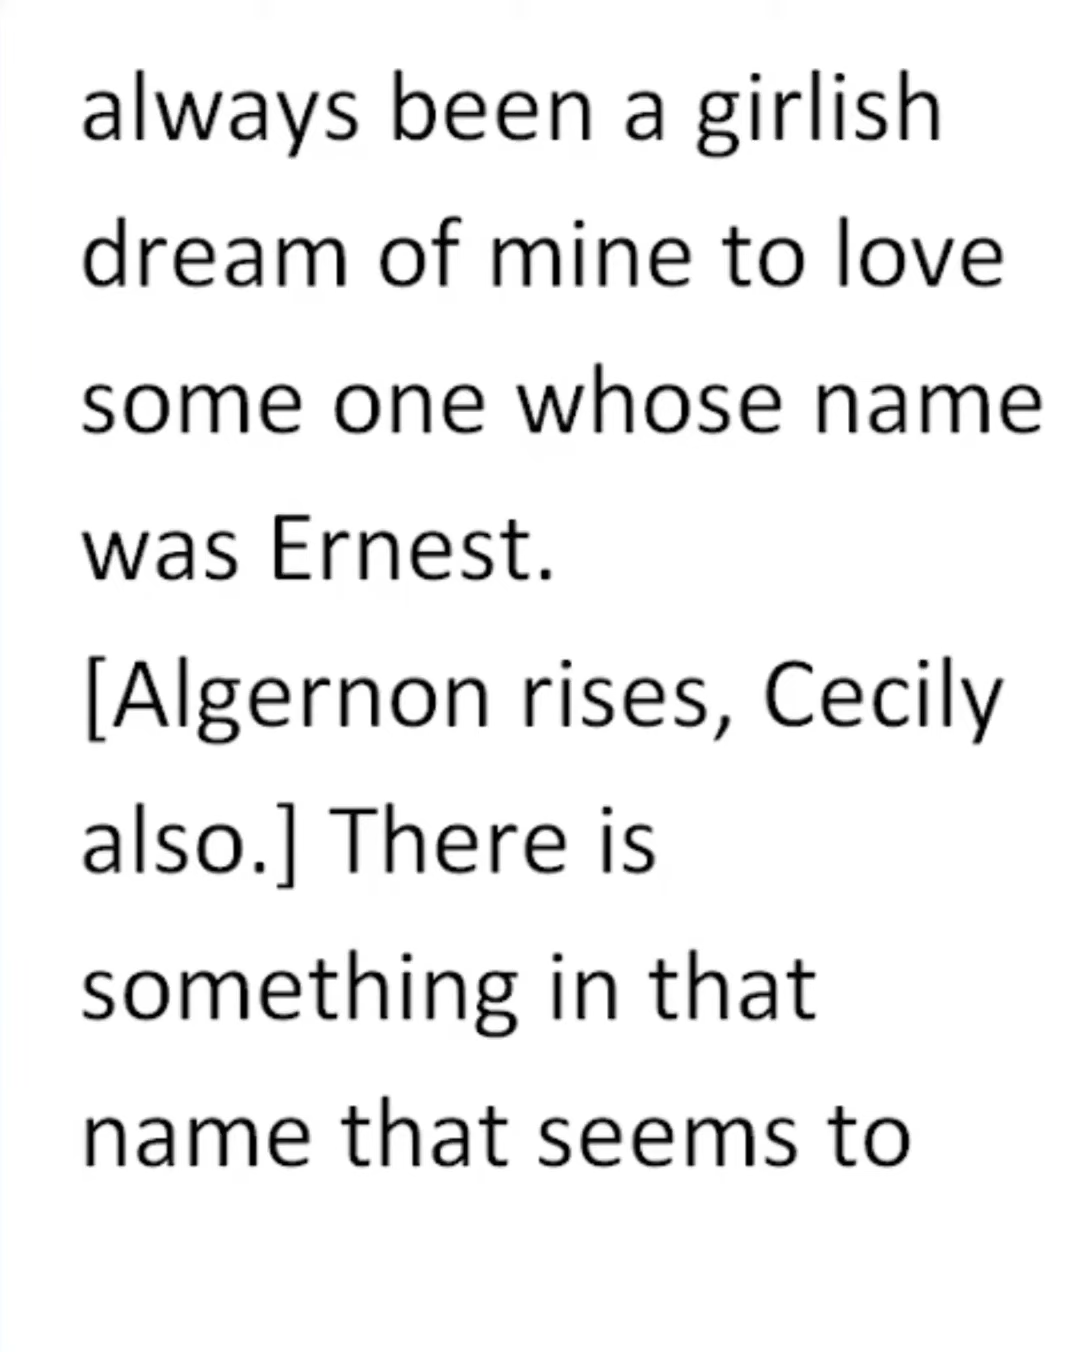 always been a girlish
dream of mine to love
some one whose name
was Ernest.
[Algernon rises, Cecily
also.] There is
something in that
name that seems to